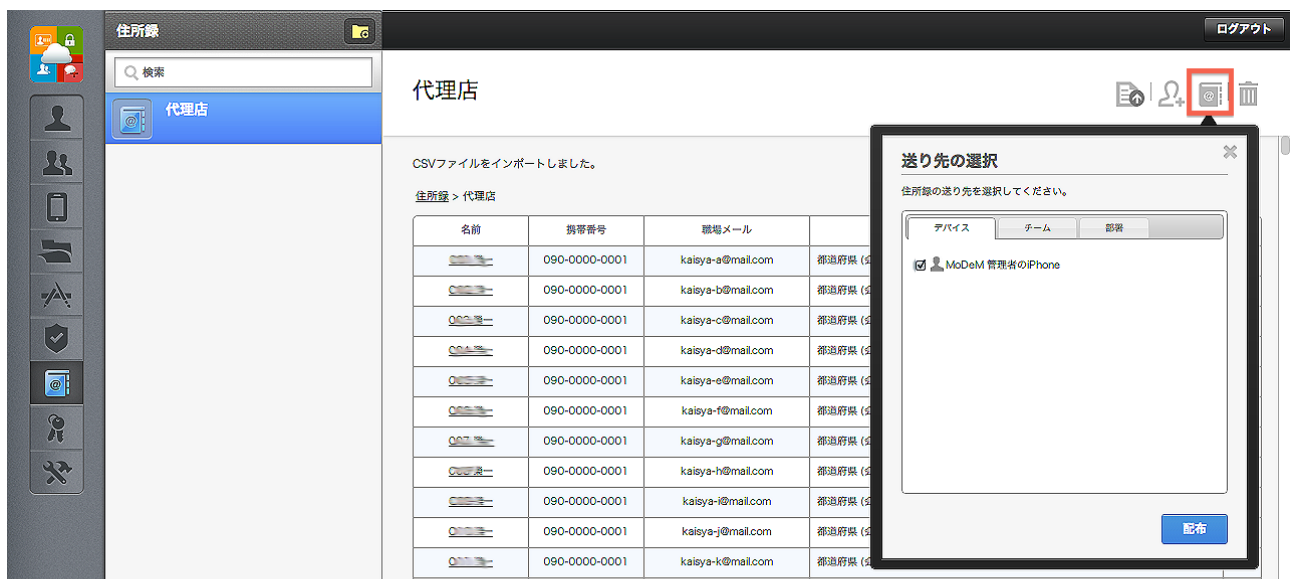 住所録
ログアウト
検索
代理店
代理店
CSVファイルをインポートしました。
住所録 > 代理店
名前 携帯番号 職場メール
090-0000-0001 kaisya-a@mail.com 都道府県 (
090-0000-0001 kaisya-b@mail.com 都道府県 (
090-0000-0001 kaisya-c@mail.com 都道府県 (
090-0000-0001 kaisya-d@mail.com 都道府県 (
090-0000-0001 kaisya-e@mail.com 都道府県 (
090-0000-0001 kaisya-f@mail.com 都道府県 (
090-0000-0001 kaisya-g@mail.com 都道府県 (
090-0000-0001 kaisya-h@mail.com 都道府県 (
090-0000-0001 kaisya-i@mail.com 都道府県 (
090-0000-0001 kaisya-j@mail.com 都道府県 (
090-0000-0001 kaisya-k@mail.com 都道府県 (
送り先の選択
住所録の送り先を選択してください。
デバイス チーム 部署
MoDeM 管理者のiPhone
配布